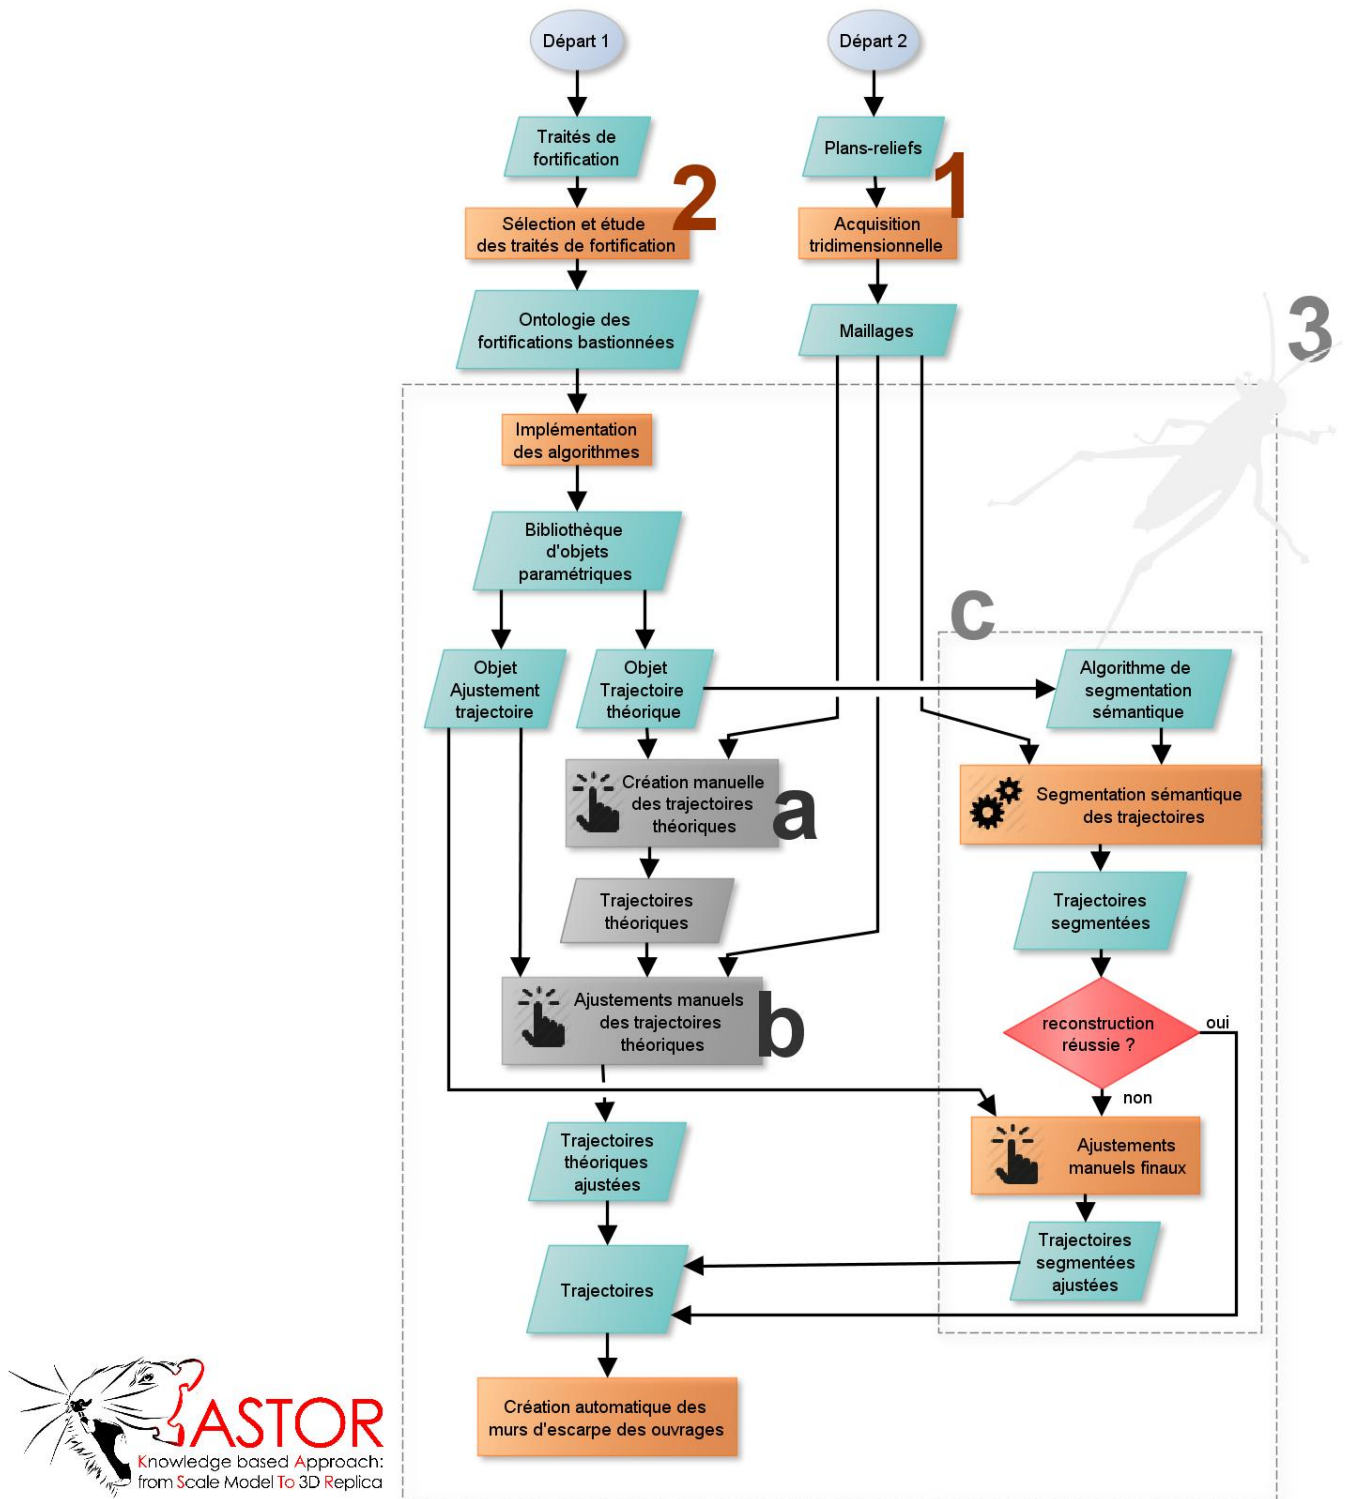 Départ 1
Départ 2
Traités de
fortification
Plans-reliefs
2
1
Sélection et étude
des traités de fortification
Acquisition
tridimensionnelle
Ontologie des
fortifications bastionnées
Maillages
3
Implémentation
des algorithmes
Bibliothèque
d'objets
paramétriques
c
Objet
Ajustement
trajectoire
Objet
Trajectoire
théorique
Algorithme de
segmentation
sémantique
Création manuelle
des trajectoires
théoriques
a
Segmentation sémantique
des trajectoires
Trajectoires
théoriques
Trajectoires
segmentées
Ajustements manuels
des trajectoires
théoriques
b
reconstruction
réussie ?
oui
non
Trajectoires
théoriques
ajustées
Ajustements
manuels finaux
Trajectoires
segmentées
ajustées
Trajectoires
Création automatique des
murs d'escarpe des ouvrages
ASTOR
Knowledge based Approach:
from Scale Model To 3D Replica